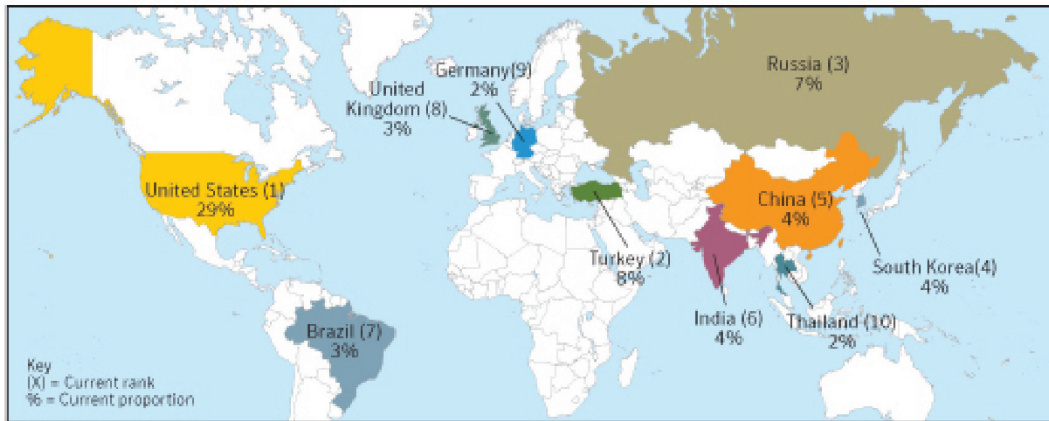 Germany(9)
2%
United
Kingdom (8)
3%
Russia (3)
7%
United States (1)
29%
China (5)
4%
Turkey (2)
8%
South Korea(4)
4%
India (6)
4%
Thailand (10)
2%
Brazil (7)
3%
Key
(X) = Current rank
% = Current proportion